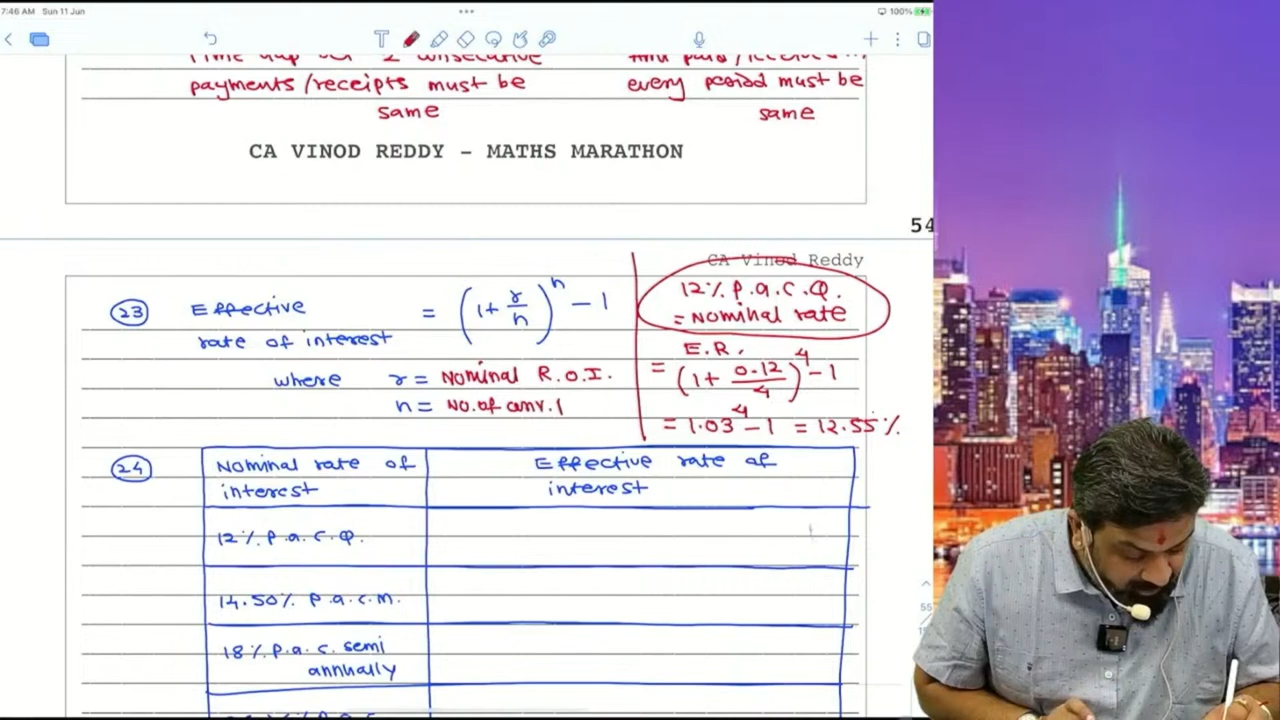 7:46 AM Sun 11 Jun
100%
2
payments/receipts must be
same
every period must be
same
CA VINOD REDDY - MATHS MARATHON
54
CA Vinod Reddy
23 Effective rate of interest = (1 + r/n)^n - 1
where r = Nominal R.O.I.
n = No. of conv.
12% P.a.C.Q.
= Nominal rate
E.R.
= (1 + 0.12/4)^4 - 1
= 1.03^4 - 1 = 12.55%
24
Nominal rate of interest
Effective rate of interest
12% P.a.C.Q.
14.50% P.a.C.M.
18% P.a.C. semi annually